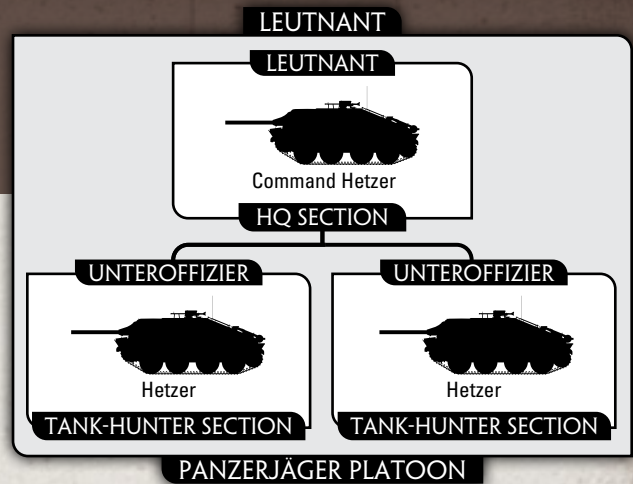 LEUTNANT
LEUTNANT
Command Hetzer
HQ SECTION
UNTEROFFIZIER
UNTEROFFIZIER
Hetzer
Hetzer
TANK-HUNTER SECTION
TANK-HUNTER SECTION
PANZERJÄGER PLATOON